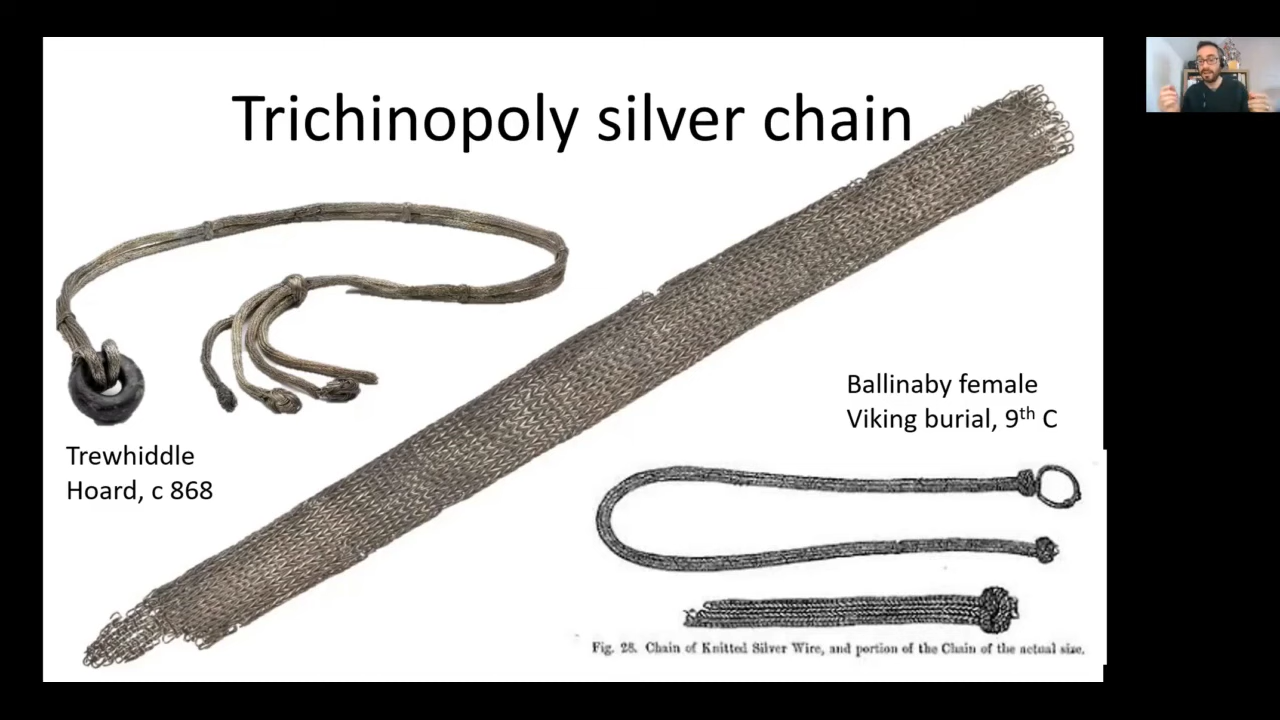 Trichinopoly silver chain
Trewhiddle
Hoard, c 868
Ballinaby female
Viking burial, 9th C
Fig. 28. Chain of Knitted Silver Wire, and portion of the Chain of the actual size.